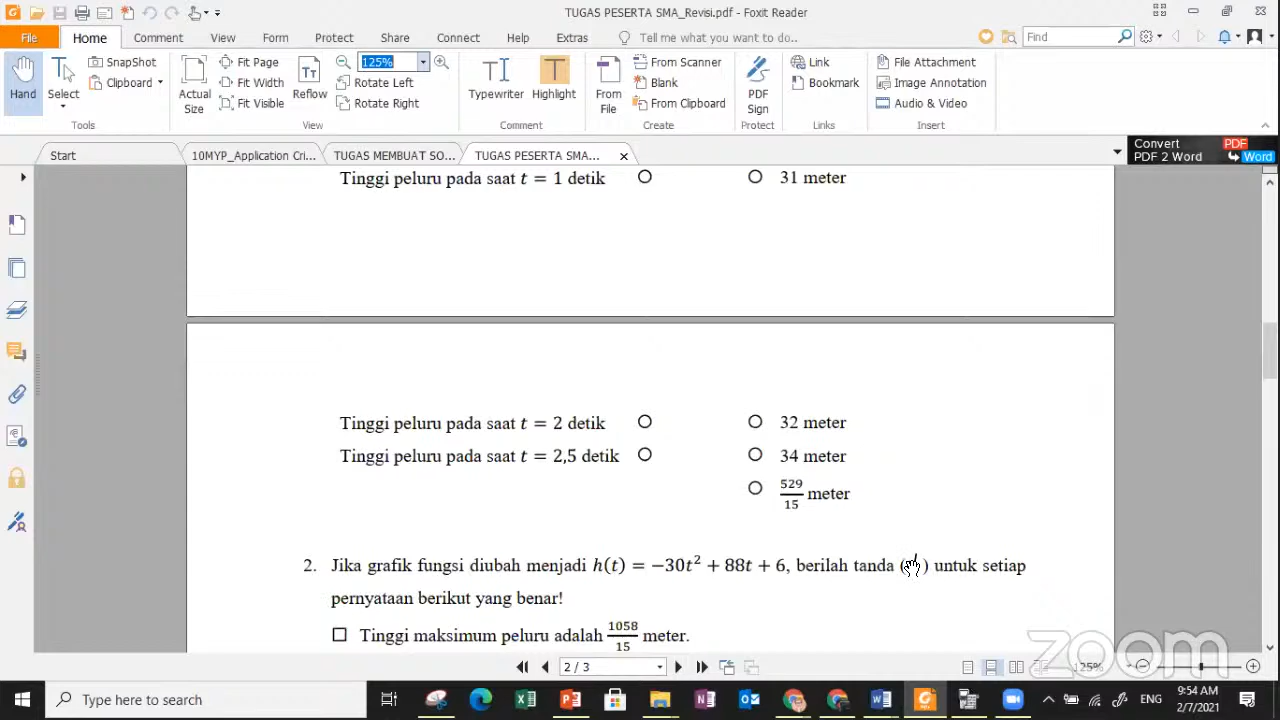 TUGAS PESERTA SMA_Revisi.pdf - Foxit Reader
File Home Comment View Form Protect Share Connect Help Extras Tell me what you want to do... Find
Hand Select SnapShot Clipboard Actual Size Fit Page Fit Width Fit Visible Reflow 125% Rotate Left Rotate Right Typewriter Highlight From File From Scanner Blank From Clipboard PDF Sign Link Bookmark File Attachment Image Annotation Audio & Video
Tools View Comment Create Protect Links Insert
Start 10MYP_Application Cri... TUGAS MEMBUAT SO... TUGAS PESERTA SMA... Convert PDF 2 Word PDF Word
Tinggi peluru pada saat t = 1 detik 31 meter
Tinggi peluru pada saat t = 2 detik 32 meter
Tinggi peluru pada saat t = 2,5 detik 34 meter
529/15 meter
2. Jika grafik fungsi diubah menjadi h(t) = −30t² + 88t + 6, berilah tanda ( ) untuk setiap
pernyataan berikut yang benar!
Tinggi maksimum peluru adalah 1058/15 meter.
zoom
2 / 3 125%
Type here to search ENG 9:54 AM
2/7/2021